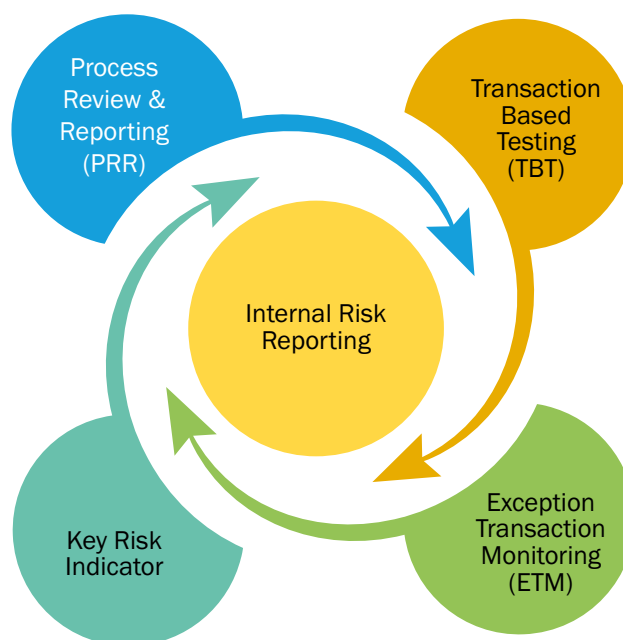 Process
Review &
Reporting
(PRR)
Transaction
Based
Testing
(TBT)
Internal Risk
Reporting
Key Risk
Indicator
Exception
Transaction
Monitoring
(ETM)